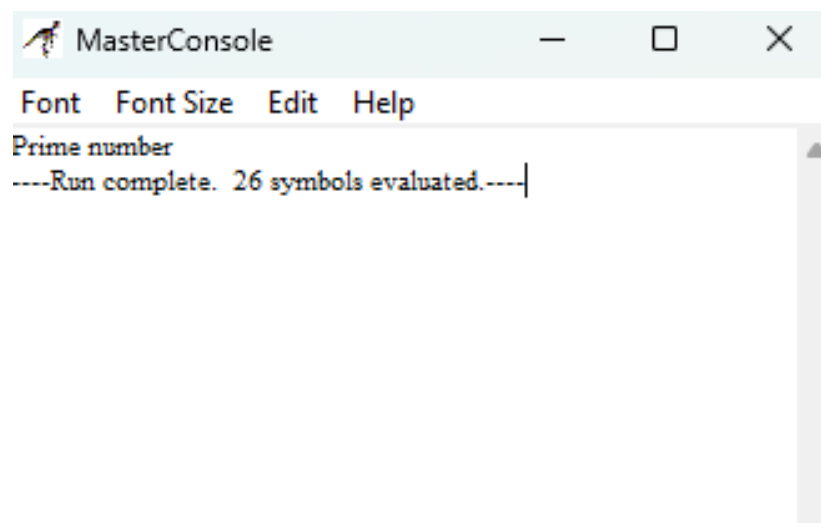 MasterConsole
Font Font Size Edit Help
Prime number
----Run complete.  26 symbols evaluated.----